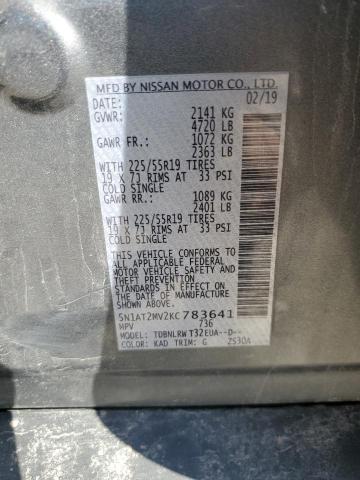 MFD BY NISSAN MOTOR CO., LTD.
DATE: 02/19
GVWR: 2141 KG
4720 LB
GAWR FR.: 1072 KG
2363 LB
WITH 225/55R19 TIRES
19 X 7J RIMS AT 33 PSI
COLD SINGLE
GAWR RR.: 1089 KG
2401 LB
WITH 225/55R19 TIRES
19 X 7J RIMS AT 33 PSI
COLD SINGLE
THIS VEHICLE CONFORMS TO
ALL APPLICABLE FEDERAL
MOTOR VEHICLE SAFETY AND
THEFT PREVENTION
STANDARDS IN EFFECT ON
THE DATE OF MANUFACTURE
SHOWN ABOVE.
5N1AT2MV2KC783641
MPV 736
MODEL: TDBNLRWT32EUA--D--
COLOR: KAD TRIM: G ZS30A